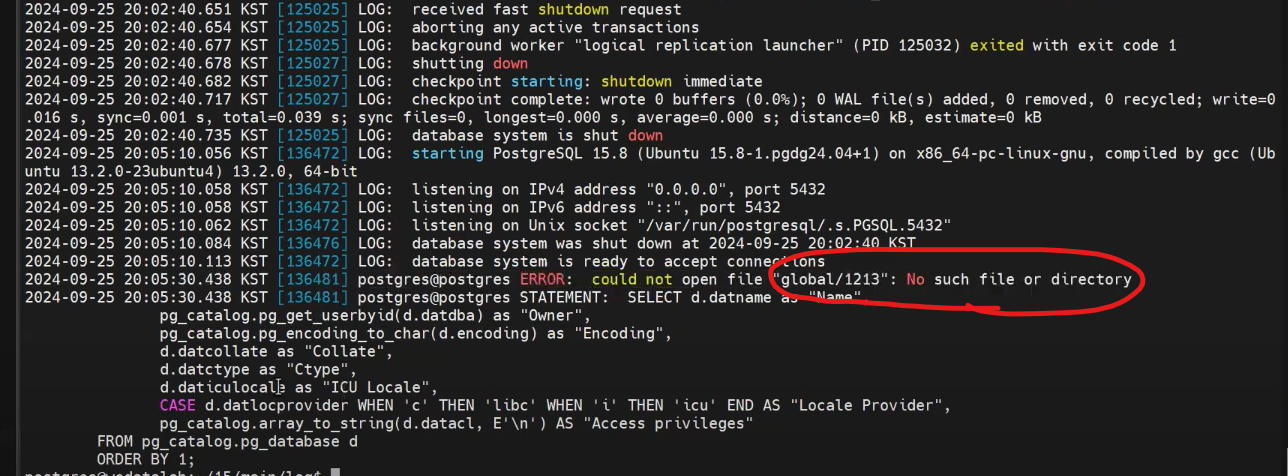 2024-09-25 20:02:40.651 KST [125025] LOG:  received fast shutdown request
2024-09-25 20:02:40.654 KST [125025] LOG:  aborting any active transactions
2024-09-25 20:02:40.677 KST [125025] LOG:  background worker "logical replication launcher" (PID 125032) exited with exit code 1
2024-09-25 20:02:40.678 KST [125027] LOG:  shutting down
2024-09-25 20:02:40.682 KST [125027] LOG:  checkpoint starting: shutdown immediate
2024-09-25 20:02:40.717 KST [125027] LOG:  checkpoint complete: wrote 0 buffers (0.0%); 0 WAL file(s) added, 0 removed, 0 recycled; write=0
.016 s, sync=0.001 s, total=0.039 s; sync files=0, longest=0.000 s, average=0.000 s; distance=0 kB, estimate=0 kB
2024-09-25 20:02:40.735 KST [125025] LOG:  database system is shut down
2024-09-25 20:05:10.056 KST [136472] LOG:  starting PostgreSQL 15.8 (Ubuntu 15.8-1.pgdg24.04+1) on x86_64-pc-linux-gnu, compiled by gcc (Ub
untu 13.2.0-23ubuntu4) 13.2.0, 64-bit
2024-09-25 20:05:10.058 KST [136472] LOG:  listening on IPv4 address "0.0.0.0", port 5432
2024-09-25 20:05:10.058 KST [136472] LOG:  listening on IPv6 address "::", port 5432
2024-09-25 20:05:10.062 KST [136472] LOG:  listening on Unix socket "/var/run/postgresql/.s.PGSQL.5432"
2024-09-25 20:05:10.084 KST [136476] LOG:  database system was shut down at 2024-09-25 20:02:40 KST
2024-09-25 20:05:10.113 KST [136472] LOG:  database system is ready to accept connections
2024-09-25 20:05:30.438 KST [136481] postgres@postgres ERROR:  could not open file "global/1213": No such file or directory
2024-09-25 20:05:30.438 KST [136481] postgres@postgres STATEMENT:  SELECT d.datname as "Name",
pg_catalog.pg_get_userbyid(d.datdba) as "Owner",
pg_catalog.pg_encoding_to_char(d.encoding) as "Encoding",
d.datcollate as "Collate",
d.datctype as "Ctype",
d.daticulocale as "ICU Locale",
CASE d.datlocprovider WHEN 'c' THEN 'libc' WHEN 'i' THEN 'icu' END AS "Locale Provider",
pg_catalog.array_to_string(d.datacl, E'\n') AS "Access privileges"
FROM pg_catalog.pg_database d
ORDER BY 1;